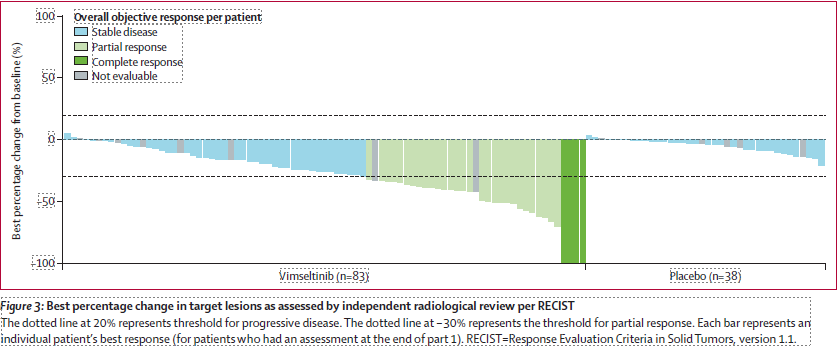 Overall objective response per patient
Stable disease
Partial response
Complete response
Not evaluable
Best percentage change from baseline (%)
100
50
0
–50
–100
Vimseltinib (n=83)
Placebo (n=38)
Figure 3: Best percentage change in target lesions as assessed by independent radiological review per RECIST
The dotted line at 20% represents threshold for progressive disease. The dotted line at –30% represents the threshold for partial response. Each bar represents an
individual patient's best response (for patients who had an assessment at the end of part 1). RECIST=Response Evaluation Criteria in Solid Tumors, version 1.1.